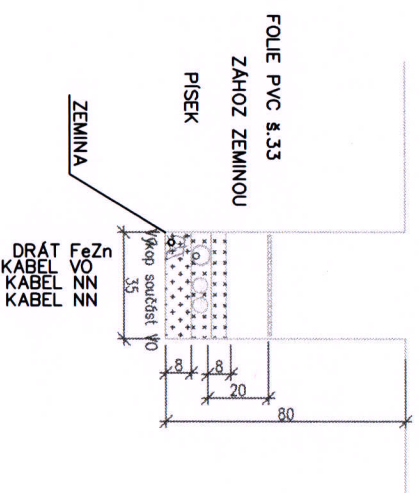 FOLIE PVC š.33
ZÁHOZ ZEMINOU
PÍSEK
ZEMINA
DRÁT FeZn
KABEL VO
KABEL NN
KABEL NN
Výkop součást VO
35
8
8
20
80